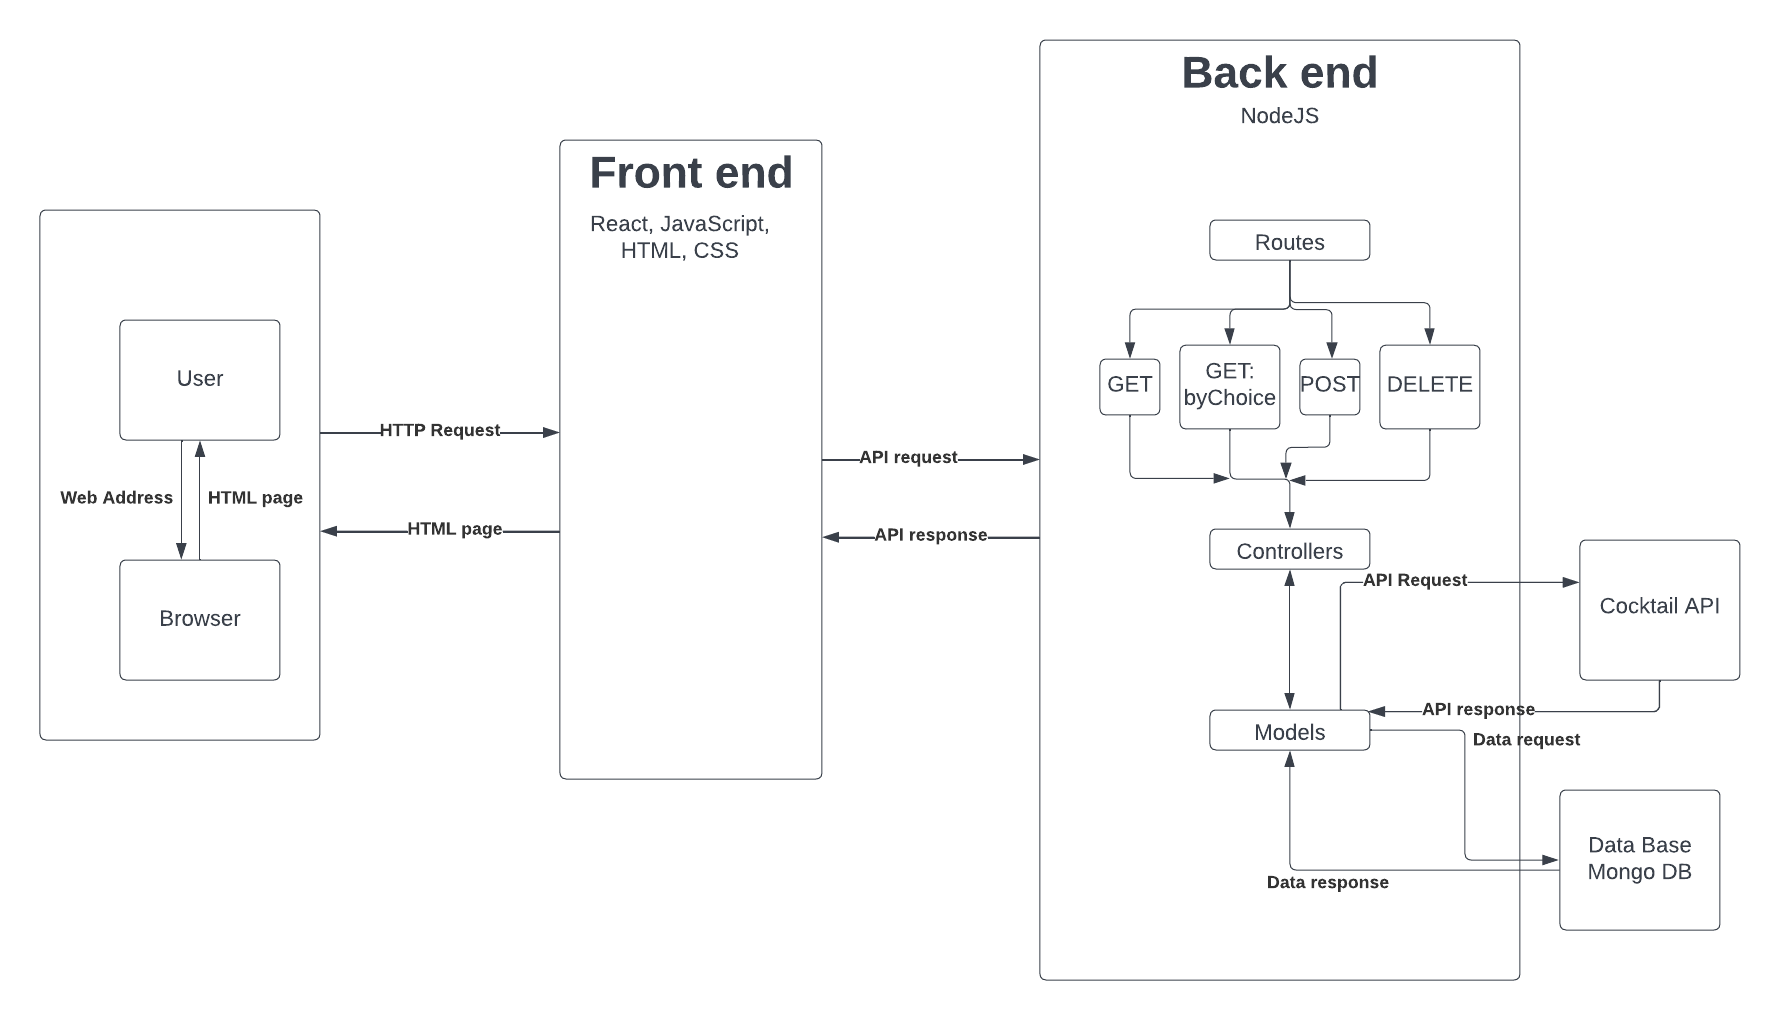 Back end
NodeJS
Front end
React, JavaScript,
HTML, CSS
Routes
User
GET
GET:
byChoice
POST
DELETE
HTTP Request
API request
Web Address
HTML page
HTML page
API response
Controllers
API Request
Cocktail API
Browser
API response
Models
Data request
Data Base
Mongo DB
Data response